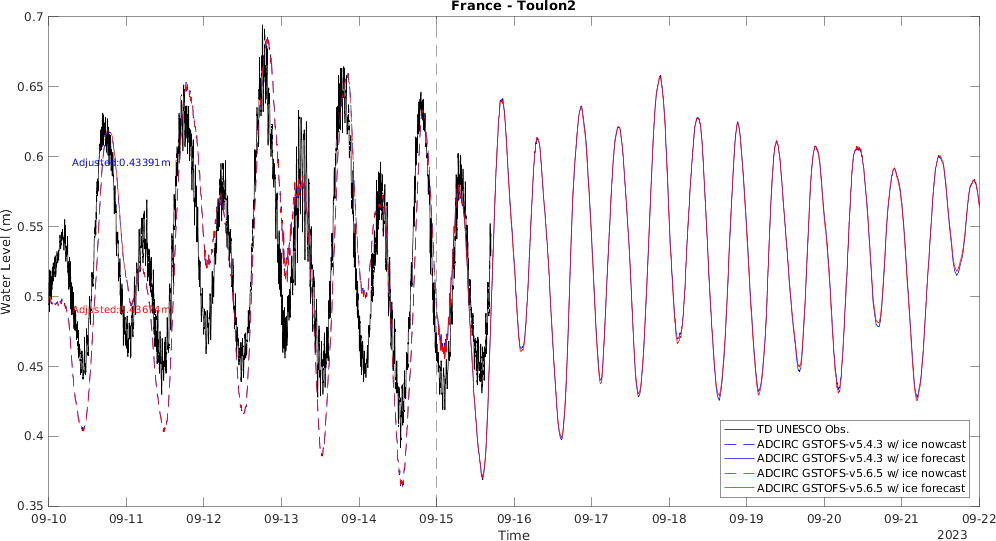 France - Toulon2
0.7
0.65
0.6
0.55
0.5
0.45
0.4
0.35
Water Level (m)
Adjusted:0.43391m
TD UNESCO Obs.
ADCIRC GSTOFS-v5.4.3 w/ ice nowcast
ADCIRC GSTOFS-v5.4.3 w/ ice forecast
ADCIRC GSTOFS-v5.6.5 w/ ice nowcast
ADCIRC GSTOFS-v5.6.5 w/ ice forecast
09-10 09-11 09-12 09-13 09-14 09-15 09-16 09-17 09-18 09-19 09-20 09-21 09-22
Time
2023